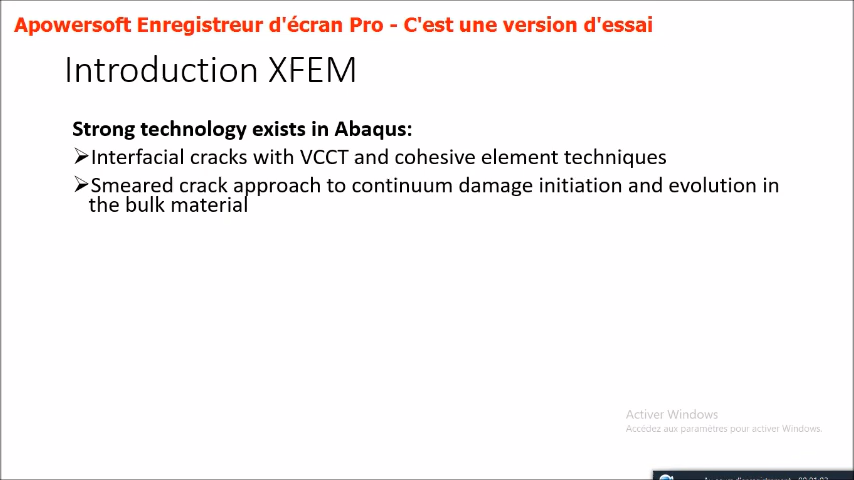 Apowersoft Enregistreur d'écran Pro - C'est une version d'essai
Introduction XFEM
Strong technology exists in Abaqus:
➢Interfacial cracks with VCCT and cohesive element techniques
➢Smeared crack approach to continuum damage initiation and evolution in
the bulk material
Activer Windows
Accédez aux paramètres pour activer Windows.